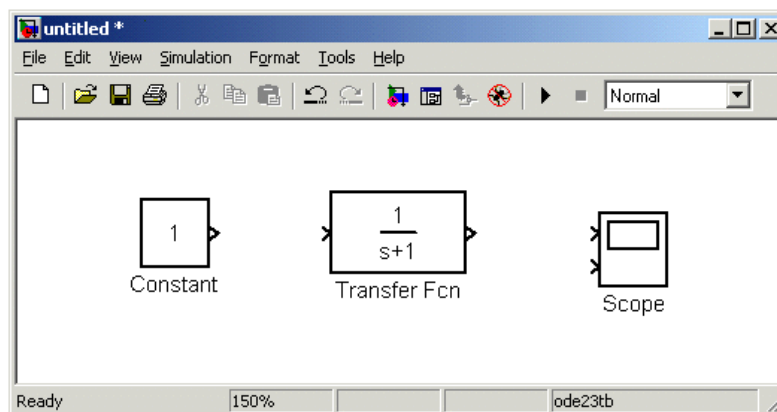 untitled *
File Edit View Simulation Format Tools Help
Normal
1
1
s+1
Constant
Transfer Fcn
Scope
Ready 150% ode23tb